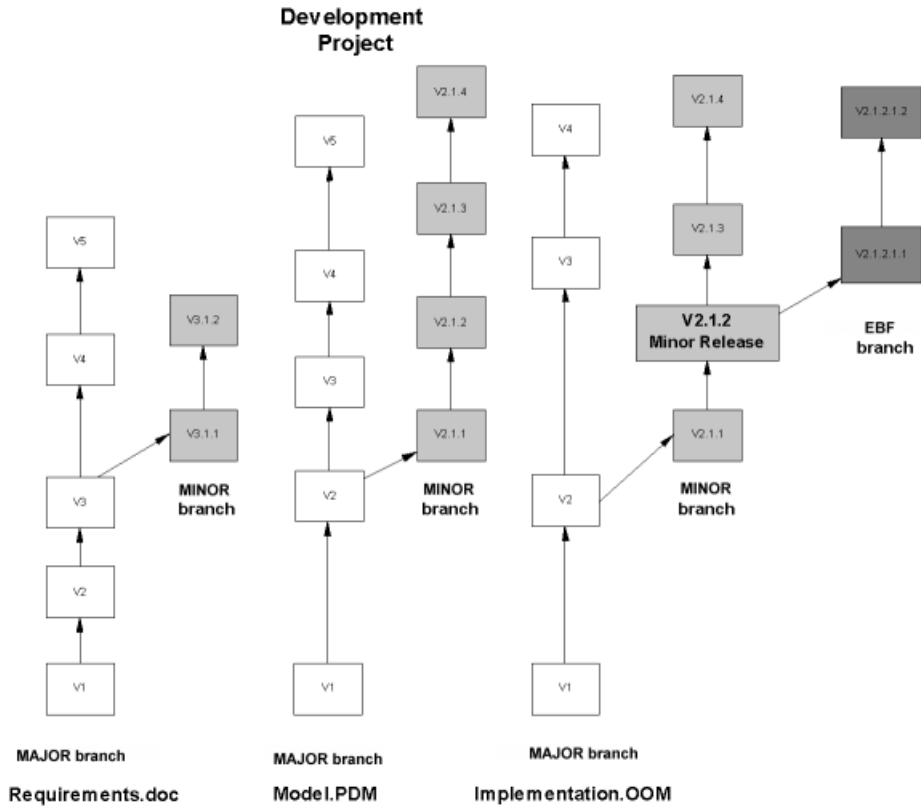 Development
Project
V2.1.4
V2.1.4
V2.1.2.1.2
V4
V5
V2.1.3
V2.1.3
V5
V3
V2.1.2.1.1
V4
V3.1.2
V2.1.2
V2.1.2
Minor Release
EBF
branch
V4
V3
V3.1.1
V2.1.1
V2.1.1
MINOR
branch
MINOR
branch
MINOR
branch
V3
V2
V2
V2
V1
V1
V1
MAJOR branch
MAJOR branch
MAJOR branch
Requirements.doc
Model.PDM
Implementation.OOM